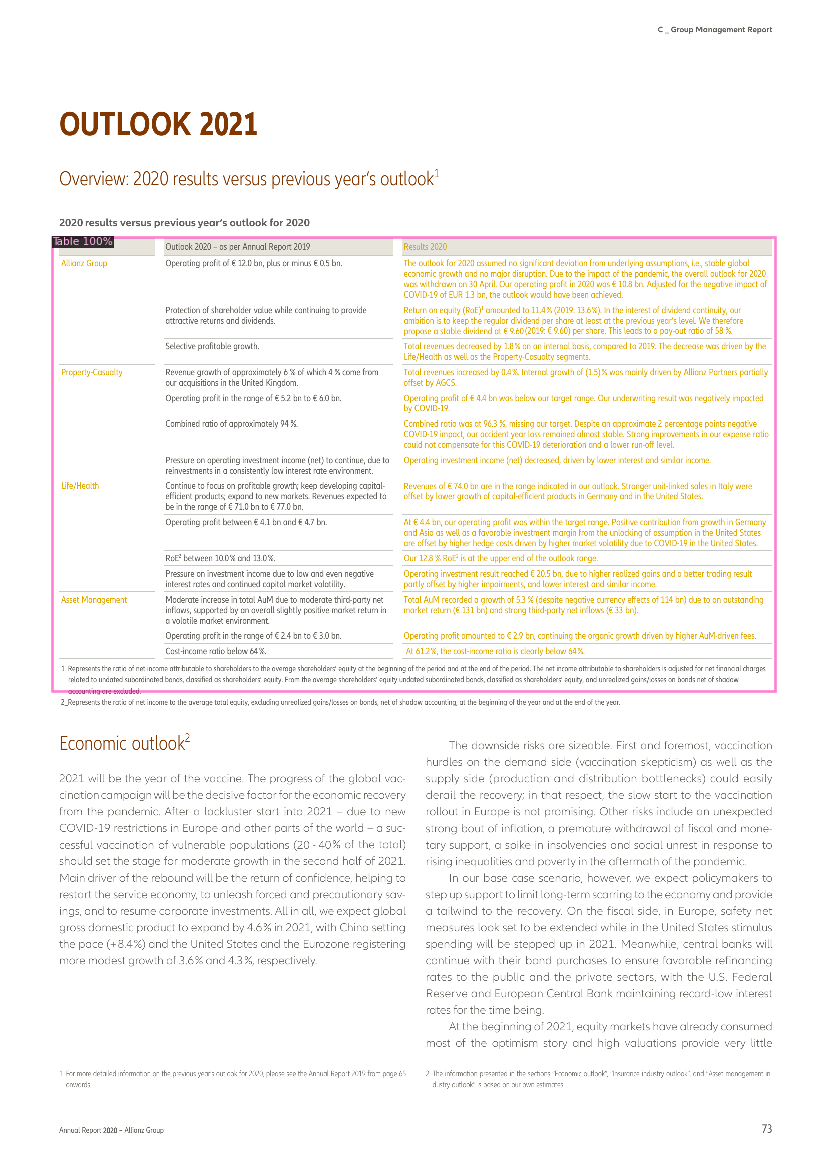 C _ Group Management Report
OUTLOOK 2021
Overview: 2020 results versus previous year's outlook1
2020 results versus previous year's outlook for 2020
Table 100%
Outlook 2020 – as per Annual Report 2019
Results 2020
Allianz Group
Operating profit of € 12.0 bn, plus or minus € 0.5 bn.
The outlook for 2020 assumed no significant deviation from underlying assumptions, i.e., stable global
economic growth and no major disruption. Due to the impact of the pandemic, the overall outlook for 2020
was withdrawn on 30 April. Our operating profit in 2020 was € 10.8 bn. Adjusted for the negative impact of
COVID-19 of EUR 1.3 bn, the outlook would have been achieved.
Protection of shareholder value while continuing to provide
attractive returns and dividends.
Return on equity (RoE)1 amounted to 11.4 % (2019: 13.6 %). In the interest of dividend continuity, our
ambition is to keep the regular dividend per share at least at the previous year's level. We therefore
propose a stable dividend at € 9.60 (2019: € 9.60) per share. This leads to a pay-out ratio of 58 %.
Selective profitable growth.
Total revenues decreased by 1.8 % on an internal basis, compared to 2019. The decrease was driven by the
Life/Health as well as the Property-Casualty segments.
Property-Casualty
Revenue growth of approximately 6 % of which 4 % come from
our acquisitions in the United Kingdom.
Total revenues increased by 0.4 %. Internal growth of (1.5) % was mainly driven by Allianz Partners partially
offset by AGCS.
Operating profit in the range of € 5.2 bn to € 6.0 bn.
Operating profit of € 4.4 bn was below our target range. Our underwriting result was negatively impacted
by COVID-19.
Combined ratio of approximately 94 %.
Combined ratio was at 96.3 %, missing our target. Despite an approximate 2 percentage points negative
COVID-19 impact, our accident year loss remained almost stable. Strong improvements in our expense ratio
could not compensate for this COVID-19 deterioration and a lower run-off level.
Pressure on operating investment income (net) to continue, due to
reinvestments in a consistently low interest rate environment.
Operating investment income (net) decreased, driven by lower interest and similar income.
Life/Health
Continue to focus on profitable growth; keep developing capital-
efficient products; expand to new markets. Revenues expected to
be in the range of € 71.0 bn to € 77.0 bn.
Revenues of € 74.0 bn are in the range indicated in our outlook. Stronger unit-linked sales in Italy were
offset by lower growth of capital-efficient products in Germany and in the United States.
Operating profit between € 4.1 bn and € 4.7 bn.
At € 4.4 bn, our operating profit was within the target range. Positive contribution from growth in Germany
and Asia as well as a favorable investment margin from the unlocking of assumption in the United States
are offset by higher hedge costs driven by higher market volatility due to COVID-19 in the United States.
RoE2 between 10.0 % and 13.0 %.
Our 12.8 % RoE2 is at the upper end of the outlook range.
Pressure on investment income due to low and even negative
interest rates and continued capital market volatility.
Operating investment result reached € 20.5 bn, due to higher realized gains and a better trading result
partly offset by higher impairments, and lower interest and similar income.
Asset Management
Moderate increase in total AuM due to moderate third-party net
inflows, supported by an overall slightly positive market return in
a volatile market environment.
Total AuM recorded a growth of 5.3 % (despite negative currency effects of 114 bn) due to an outstanding
market return (€ 131 bn) and strong third-party net inflows (€ 33 bn).
Operating profit in the range of € 2.4 bn to € 3.0 bn.
Operating profit amounted to € 2.9 bn, continuing the organic growth driven by higher AuM-driven fees.
Cost-income ratio below 64 %.
At 61.2 %, the cost-income ratio is clearly below 64 %.
1 Represents the ratio of net income attributable to shareholders to the average shareholders' equity at the beginning of the period and at the end of the period. The net income attributable to shareholders is adjusted for net financial charges
related to undated subordinated bonds, classified as shareholders' equity. From the average shareholders' equity undated subordinated bonds, classified as shareholders' equity, and unrealized gains/losses on bonds net of shadow
accounting are excluded.
2_Represents the ratio of net income to the average total equity, excluding unrealized gains/losses on bonds, net of shadow accounting, at the beginning of the year and at the end of the year.
Economic outlook2
2021 will be the year of the vaccine. The progress of the global vac-
cination campaign will be the decisive factor for the economic recovery
from the pandemic. After a lackluster start into 2021 – due to new
COVID-19 restrictions in Europe and other parts of the world – a suc-
cessful vaccination of vulnerable populations (20 - 40 % of the total)
should set the stage for moderate growth in the second half of 2021.
Main driver of the rebound will be the return of confidence, helping to
restart the service economy, to unleash forced and precautionary sav-
ings, and to resume corporate investments. All in all, we expect global
gross domestic product to expand by 4.6 % in 2021, with China setting
the pace (+8.4 %) and the United States and the Eurozone registering
more modest growth of 3.6 % and 4.3 %, respectively.
The downside risks are sizeable. First and foremost, vaccination
hurdles on the demand side (vaccination skepticism) as well as the
supply side (production and distribution bottlenecks) could easily
derail the recovery; in that respect, the slow start to the vaccination
rollout in Europe is not promising. Other risks include an unexpected
strong bout of inflation, a premature withdrawal of fiscal and mone-
tary support, a spike in insolvencies and social unrest in response to
rising inequalities and poverty in the aftermath of the pandemic.
In our base case scenario, however, we expect policymakers to
step up support to limit long-term scarring to the economy and provide
a tailwind to the recovery. On the fiscal side, in Europe, safety net
measures look set to be extended while in the United States stimulus
spending will be stepped up in 2021. Meanwhile, central banks will
continue with their bond purchases to ensure favorable refinancing
rates to the public and the private sectors, with the U.S. Federal
Reserve and European Central Bank maintaining record-low interest
rates for the time being.
At the beginning of 2021, equity markets have already consumed
most of the optimism story and high valuations provide very little
1 For more detailed information on the previous year's outlook for 2020, please see the Annual Report 2019 from page 65
onwards.
2 The information presented in the sections "Economic outlook", "Insurance industry outlook" and "Asset management in-
dustry outlook" is based on our own estimates.
Annual Report 2020 – Allianz Group
73